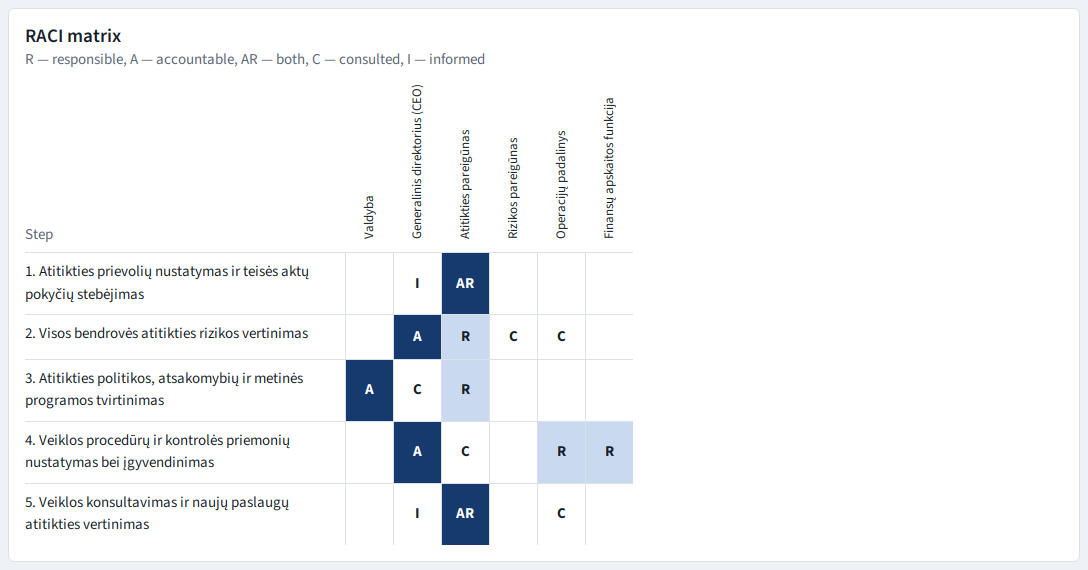 RACI matrix
R — responsible, A — accountable, AR — both, C — consulted, I — informed
Step
Valdyba
Generalinis direktorius (CEO)
Atitikties pareigūnas
Rizikos pareigūnas
Operacijų padalinys
Finansų apskaitos funkcija
1. Atitikties prievolių nustatymas ir teisės aktų
pokyčių stebėjimas
I AR
2. Visos bendrovės atitikties rizikos vertinimas
A R C C
3. Atitikties politikos, atsakomybių ir metinės
programos tvirtinimas
A C R
4. Veiklos procedūrų ir kontrolės priemonių
nustatymas bei įgyvendinimas
A C R R
5. Veiklos konsultavimas ir naujų paslaugų
atitikties vertinimas
I AR C